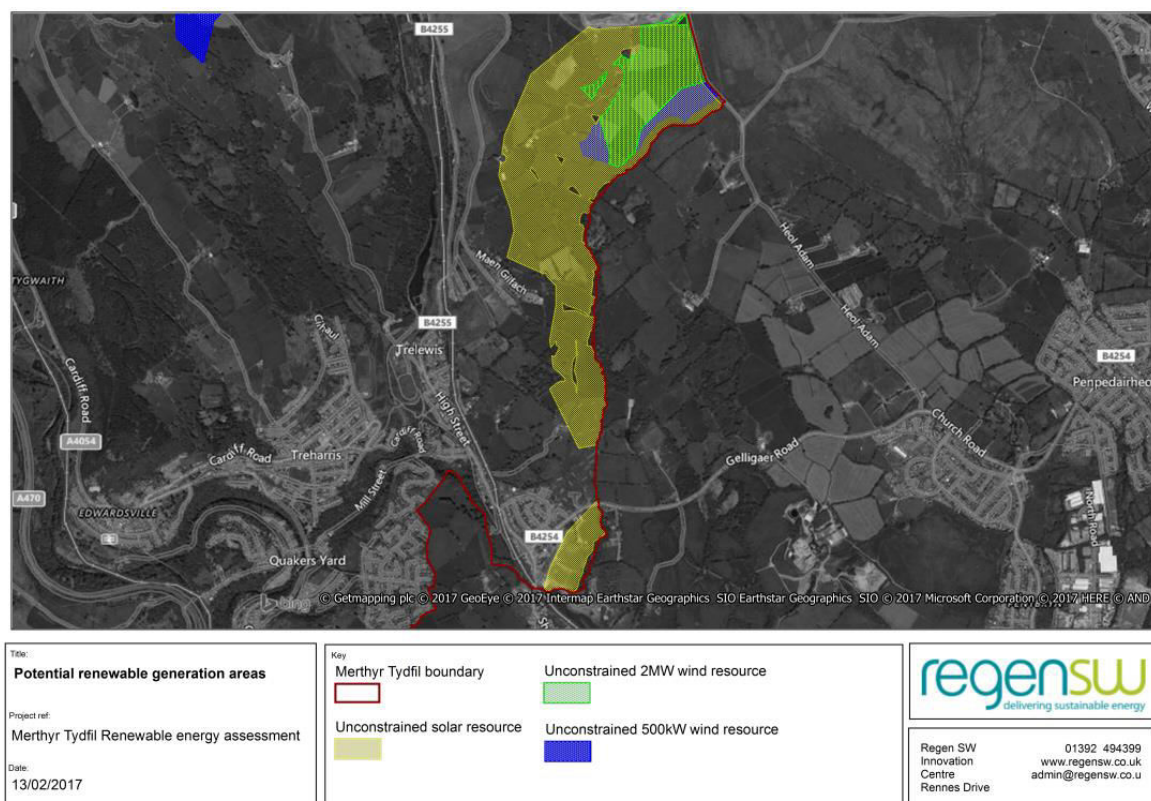 B4255
TYGWAITH
Maen Gilfach
Heol Adam
Heol Adam
B4255
Trelewis
Cardiff Road
High Street
B4254
Penpedairheol
A4054
Treharris
Cardiff Road
Cardiff Road
Mill Street
Gelligaer Road
Church Road
A470
EDWARDSVILLE
North Road
Quakers Yard
B4254
bing
© Getmapping plc © 2017 GeoEye © 2017 Intermap Earthstar Geographics SIO Earthstar Geographics SIO © 2017 Microsoft Corporation © 2017 HERE © AND
Title:
Potential renewable generation areas
Project ref:
Merthyr Tydfil Renewable energy assessment
Date:
13/02/2017
Key
Merthyr Tydfil boundary
Unconstrained 2MW wind resource
Unconstrained solar resource
Unconstrained 500kW wind resource
regensw
delivering sustainable energy
Regen SW
Innovation
Centre
Rennes Drive
01392 494399
www.regensw.co.uk
admin@regensw.co.u